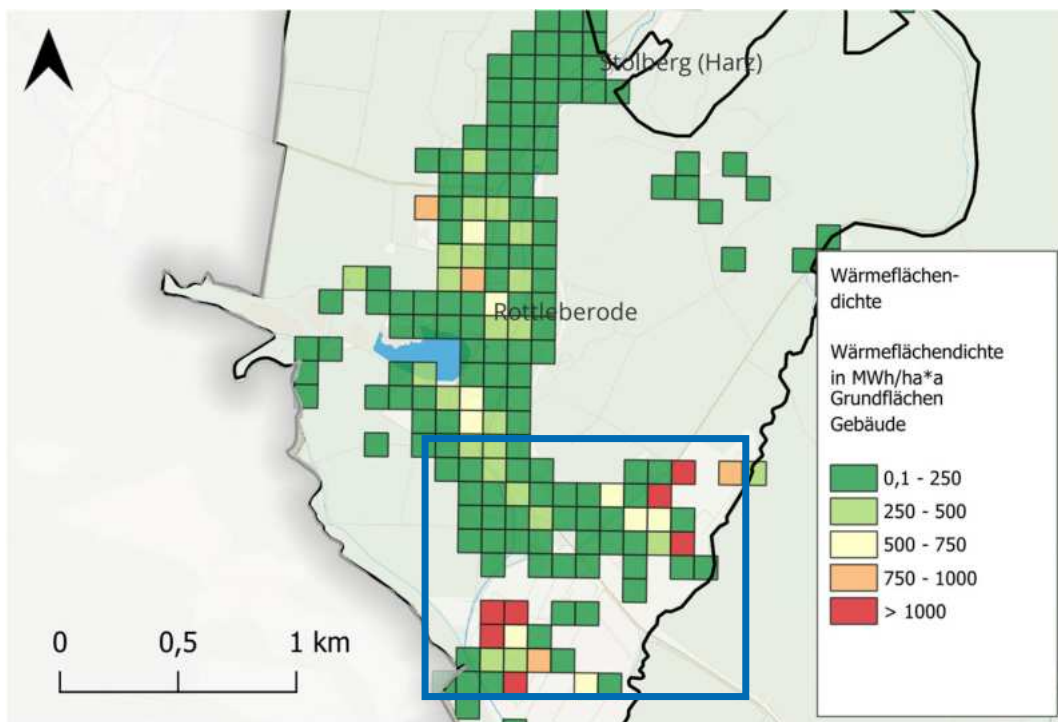 Stolberg (Harz)
Rottleberode
Wärmeflächen-
dichte
Wärmeflächendichte
in MWh/ha*a
Grundflächen
Gebäude
0,1 - 250
250 - 500
500 - 750
750 - 1000
> 1000
0 0,5 1 km